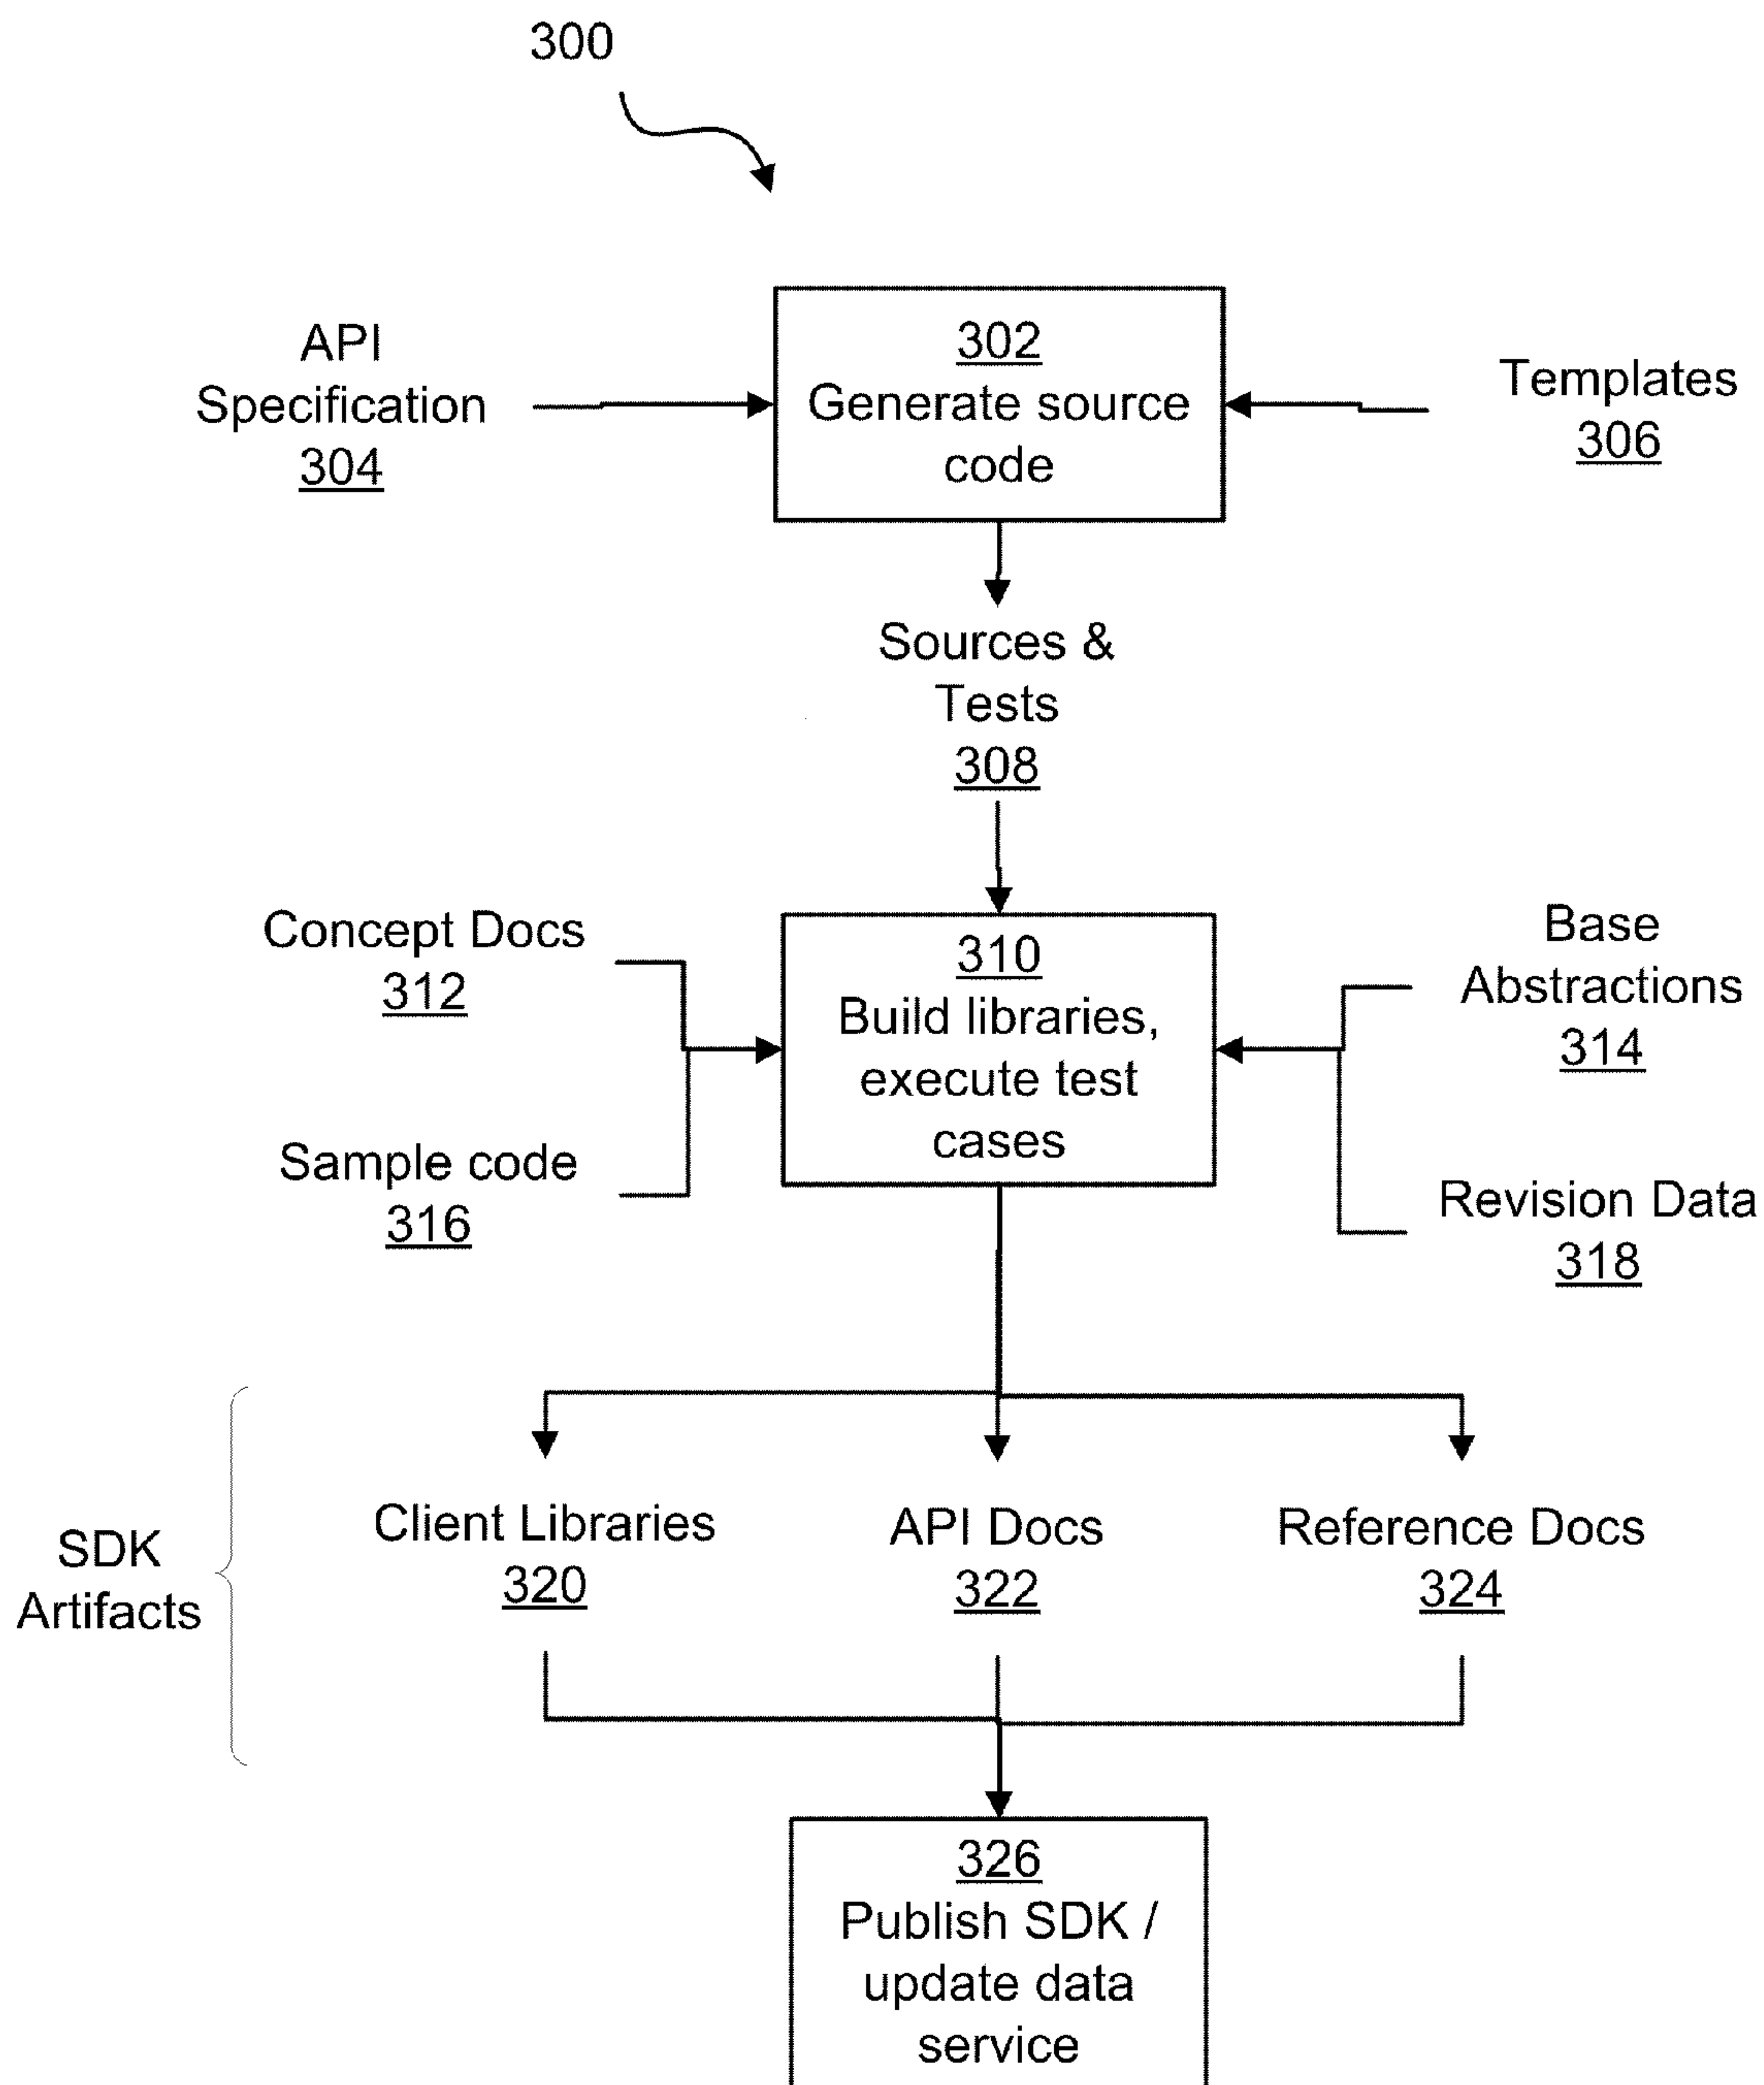 300
API
Specification
304
302
Generate source
code
Templates
306
Sources &
Tests
308
Concept Docs
312
310
Build libraries,
execute test
cases
Base
Abstractions
314
Sample code
316
Revision Data
318
SDK
Artifacts
Client Libraries
320
API Docs
322
Reference Docs
324
326
Publish SDK /
update data
service